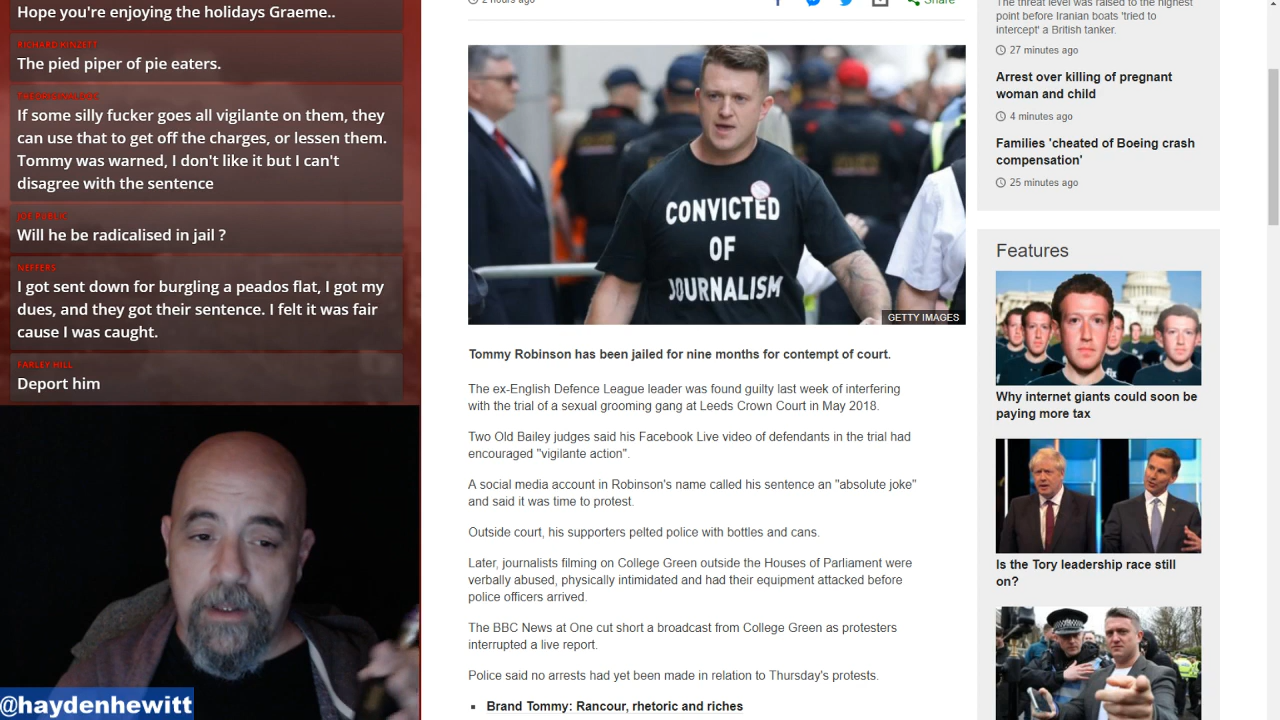 Hope you're enjoying the holidays Graeme..
RICHARD KINZETT
The pied piper of pie eaters.
If some silly fucker goes all vigilante on them, they
can use that to get off the charges, or lessen them.
Tommy was warned, I don't like it but I can't
disagree with the sentence
JOE PUBLIC
Will he be radicalised in jail ?
NEFFERS
I got sent down for burgling a peados flat, I got my
dues, and they got their sentence. I felt it was fair
cause I was caught.
FARLEY HILL
Deport him
@haydenhewitt
2 hours ago
Share
CONVICTED
OF
JOURNALISM
GETTY IMAGES
Tommy Robinson has been jailed for nine months for contempt of court.
The ex-English Defence League leader was found guilty last week of interfering
with the trial of a sexual grooming gang at Leeds Crown Court in May 2018.
Two Old Bailey judges said his Facebook Live video of defendants in the trial had
encouraged "vigilante action".
A social media account in Robinson's name called his sentence an "absolute joke"
and said it was time to protest.
Outside court, his supporters pelted police with bottles and cans.
Later, journalists filming on College Green outside the Houses of Parliament were
verbally abused, physically intimidated and had their equipment attacked before
police officers arrived.
The BBC News at One cut short a broadcast from College Green as protesters
interrupted a live report.
Police said no arrests had yet been made in relation to Thursday's protests.
Brand Tommy: Rancour, rhetoric and riches
The threat level was raised to the highest
point before Iranian boats 'tried to
intercept' a British tanker.
27 minutes ago
Arrest over killing of pregnant
woman and child
4 minutes ago
Families 'cheated of Boeing crash
compensation'
25 minutes ago
Features
Why internet giants could soon be
paying more tax
Is the Tory leadership race still
on?